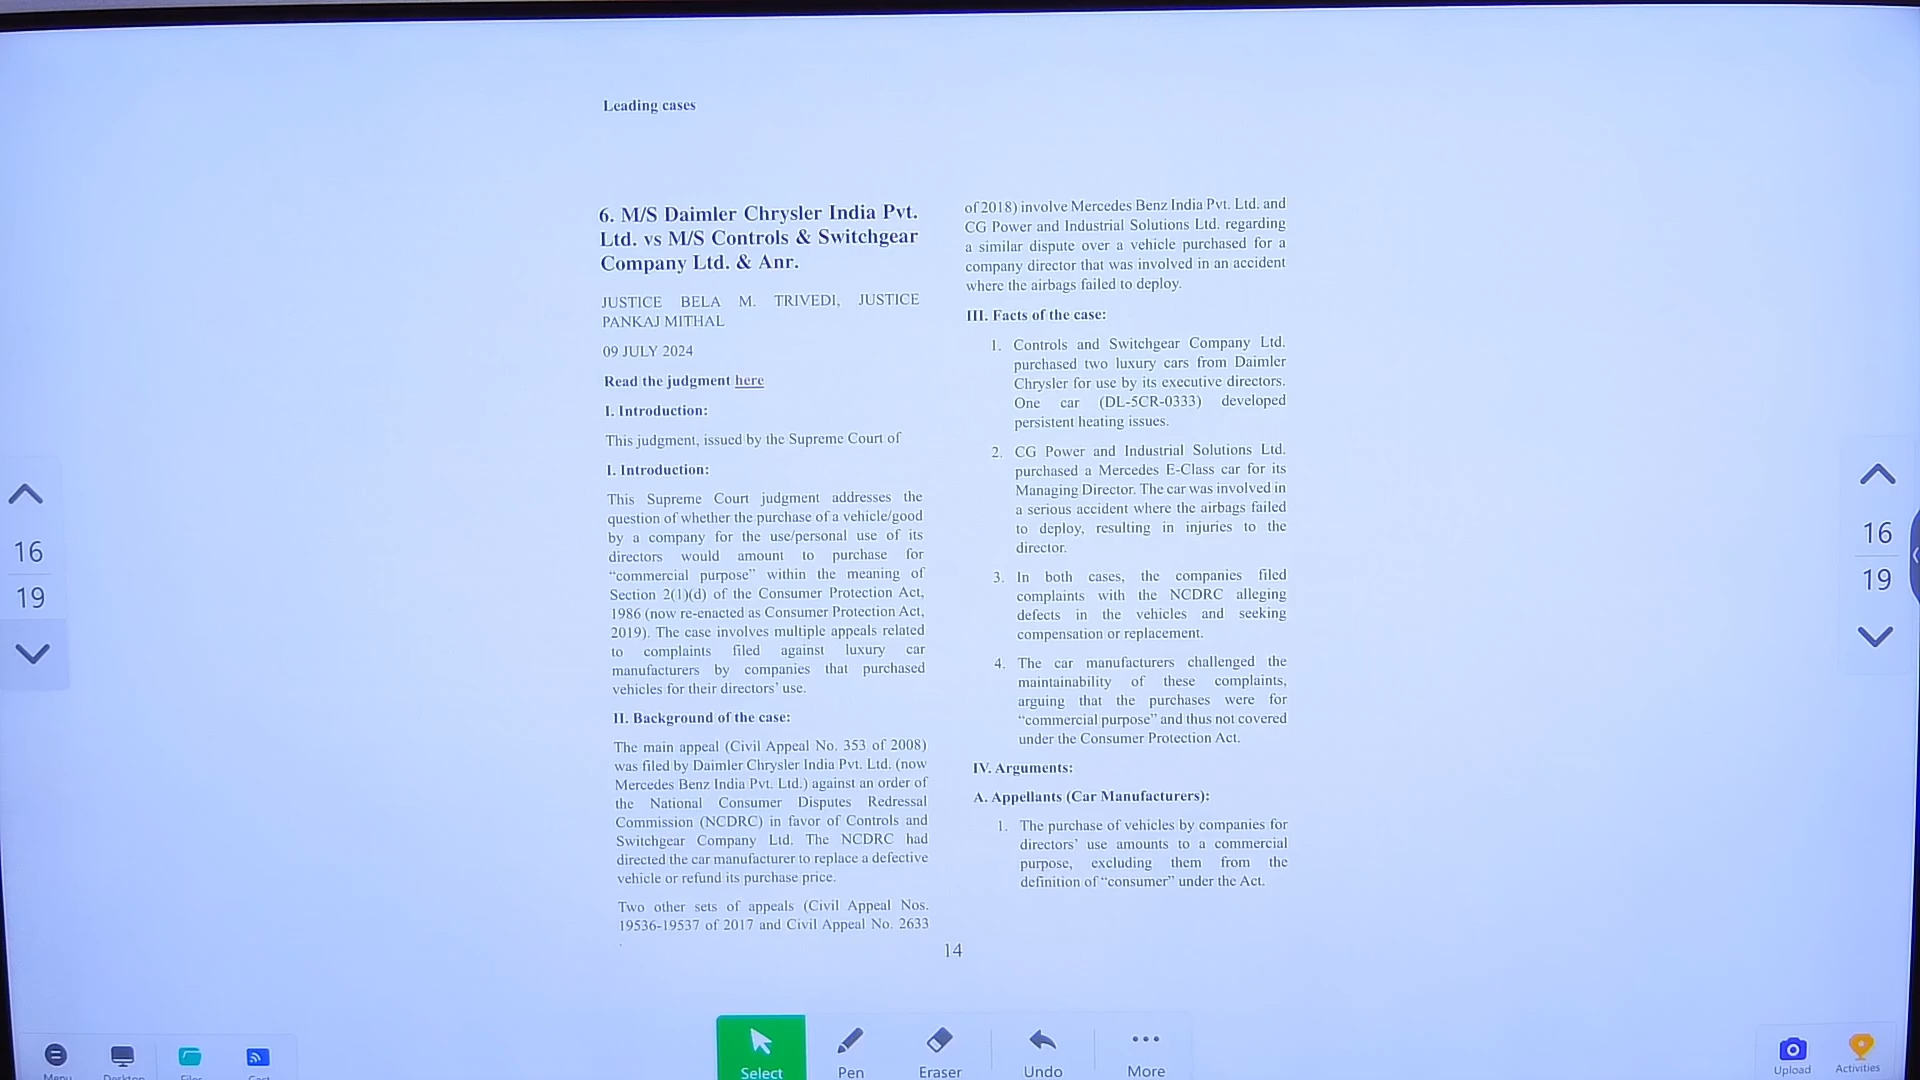 Leading cases
6. M/S Daimler Chrysler India Pvt.
Ltd. vs M/S Controls & Switchgear
Company Ltd. & Anr.
JUSTICE BELA M. TRIVEDI, JUSTICE
PANKAJ MITHAL
09 JULY 2024
Read the judgment here
I. Introduction:
This judgment, issued by the Supreme Court of
I. Introduction:
This Supreme Court judgment addresses the
question of whether the purchase of a vehicle/good
by a company for the use/personal use of its
directors would amount to purchase for
“commercial purpose” within the meaning of
Section 2(1)(d) of the Consumer Protection Act,
1986 (now re-enacted as Consumer Protection Act,
2019). The case involves multiple appeals related
to complaints filed against luxury car
manufacturers by companies that purchased
vehicles for their directors’ use.
II. Background of the case:
The main appeal (Civil Appeal No. 353 of 2008)
was filed by Daimler Chrysler India Pvt. Ltd. (now
Mercedes Benz India Pvt. Ltd.) against an order of
the National Consumer Disputes Redressal
Commission (NCDRC) in favor of Controls and
Switchgear Company Ltd. The NCDRC had
directed the car manufacturer to replace a defective
vehicle or refund its purchase price.
Two other sets of appeals (Civil Appeal Nos.
19536-19537 of 2017 and Civil Appeal No. 2633
of 2018) involve Mercedes Benz India Pvt. Ltd. and
CG Power and Industrial Solutions Ltd. regarding
a similar dispute over a vehicle purchased for a
company director that was involved in an accident
where the airbags failed to deploy.
III. Facts of the case:
1. Controls and Switchgear Company Ltd.
purchased two luxury cars from Daimler
Chrysler for use by its executive directors.
One car (DL-5CR-0333) developed
persistent heating issues.
2. CG Power and Industrial Solutions Ltd.
purchased a Mercedes E-Class car for its
Managing Director. The car was involved in
a serious accident where the airbags failed
to deploy, resulting in injuries to the
director.
3. In both cases, the companies filed
complaints with the NCDRC alleging
defects in the vehicles and seeking
compensation or replacement.
4. The car manufacturers challenged the
maintainability of these complaints,
arguing that the purchases were for
“commercial purpose” and thus not covered
under the Consumer Protection Act.
IV. Arguments:
A. Appellants (Car Manufacturers):
1. The purchase of vehicles by companies for
directors’ use amounts to a commercial
purpose, excluding them from the
definition of “consumer” under the Act.
14
16
19
16
19
Menu
Desktop
Files
Cast
Select
Pen
Eraser
Undo
More
Upload
Activities